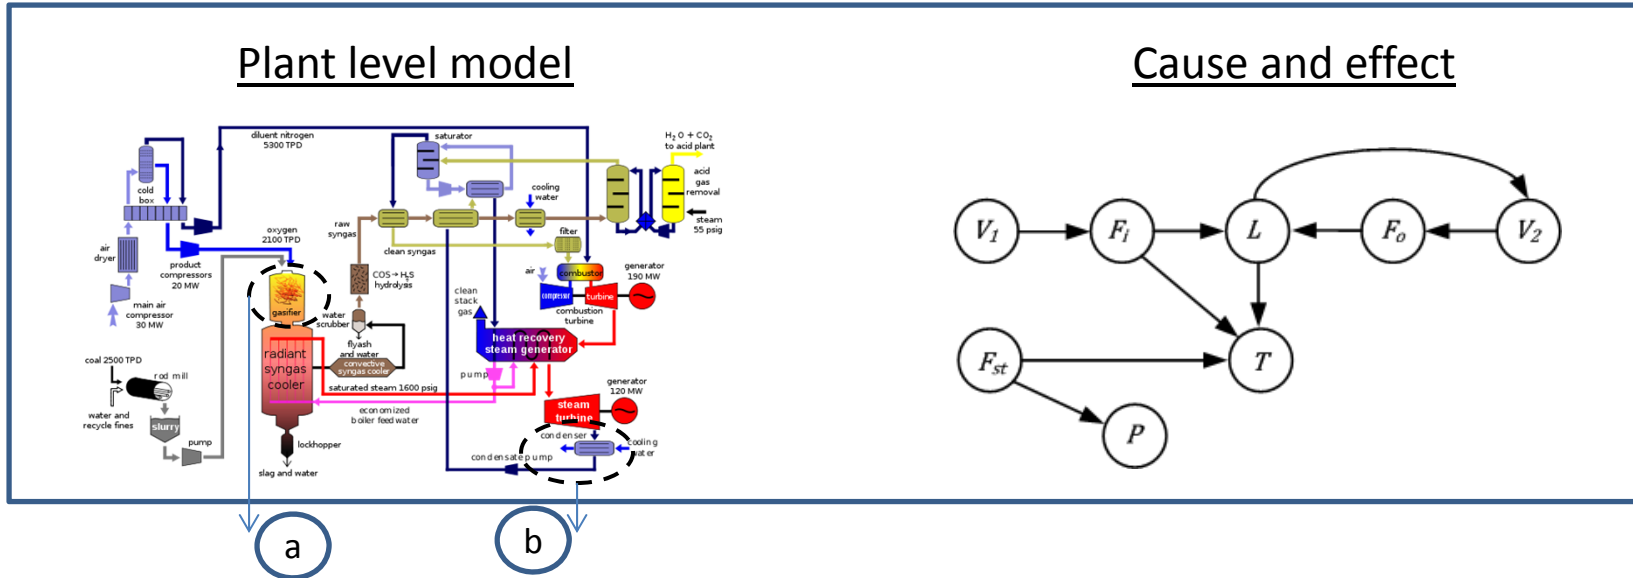 Plant level model
Cause and effect
diluent nitrogen
5300 TPD
saturator
H₂O + CO₂
to acid plant
cold
box
cooling
water
acid
gas
removal
steam
55 psig
oxygen
2100 TPD
raw
syngas
clean syngas
filter
air
dryer
product
compressors
20 MW
COS→H₂S
hydrolysis
air
combustor
generator
190 MW
gasifier
clean
stack
gas
compressor
turbine
combustion
turbine
main air
compressor
30 MW
water
scrubber
flyash
and water
heat recovery
steam generator
radiant
syngas
cooler
convective
syngas cooler
coal 2500 TPD
rod mill
saturated steam 1600 psig
pump
generator
120 MW
water and
recycle fines
economized
boiler feed water
steam
turbine
slurry
pump
lockhopper
condenser
cooling
water
slag and water
condensate pump
a
b
V₁
Fᵢ
L
Fₒ
V₂
Fₛₜ
T
P